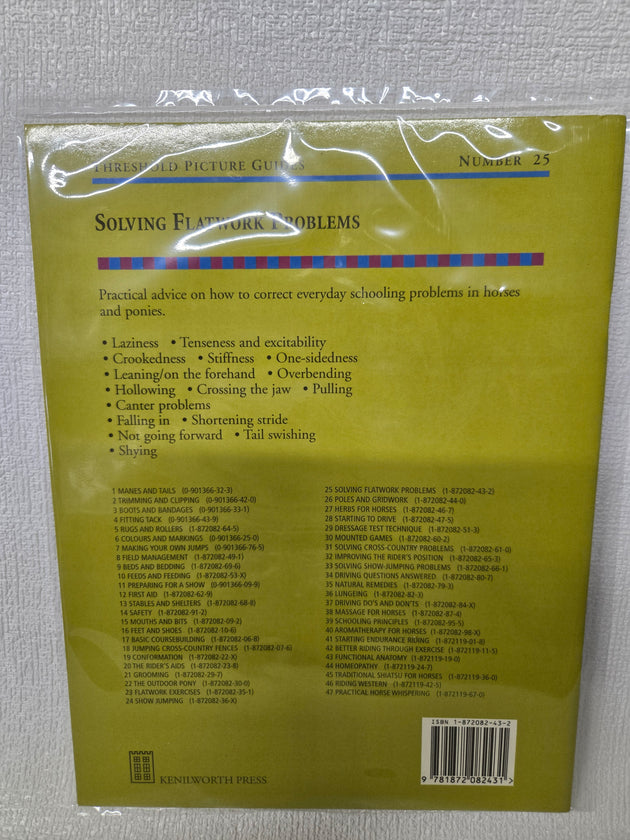 THRESHOLD PICTURE GUIDES NUMBER 25
SOLVING FLATWORK PROBLEMS
Practical advice on how to correct everyday schooling problems in horses
and ponies.
• Laziness • Tenseness and excitability
• Crookedness • Stiffness • One-sidedness
• Leaning/on the forehand • Overbending
• Hollowing • Crossing the jaw • Pulling
• Canter problems
• Falling in • Shortening stride
• Not going forward • Tail swishing
• Shying
1 MANES AND TAILS (0-901366-32-3)
2 TRIMMING AND CLIPPING (0-901366-42-0)
3 BOOTS AND BANDAGES (0-901366-33-1)
4 FITTING TACK (0-901366-43-9)
5 RUGS AND ROLLERS (1-872082-64-5)
6 COLOURS AND MARKINGS (0-901366-25-0)
7 MAKING YOUR OWN JUMPS (0-901366-76-5)
8 FIELD MANAGEMENT (1-872082-49-1)
9 BEDS AND BEDDING (1-872082-69-6)
10 FEEDS AND FEEDING (1-872082-53-X)
11 PREPARING FOR A SHOW (0-901366-09-9)
12 FIRST AID (1-872082-62-9)
13 STABLES AND SHELTERS (1-872082-68-8)
14 SAFETY (1-872082-91-2)
15 MOUTHS AND BITS (1-872082-09-2)
16 FEET AND SHOES (1-872082-10-6)
17 BASIC COURSEBUILDING (1-872082-06-8)
18 JUMPING CROSS-COUNTRY FENCES (1-872082-07-6)
19 CONFORMATION (1-872082-22-X)
20 THE RIDER'S AIDS (1-872082-23-8)
21 GROOMING (1-872082-29-7)
22 THE OUTDOOR PONY (1-872082-30-0)
23 FLATWORK EXERCISES (1-872082-35-1)
24 SHOW JUMPING (1-872082-36-X)
25 SOLVING FLATWORK PROBLEMS (1-872082-43-2)
26 POLES AND GRIDWORK (1-872082-44-0)
27 HERBS FOR HORSES (1-872082-46-7)
28 STARTING TO DRIVE (1-872082-47-5)
29 DRESSAGE TEST TECHNIQUE (1-872082-51-3)
30 MOUNTED GAMES (1-872082-60-2)
31 SOLVING CROSS-COUNTRY PROBLEMS (1-872082-61-0)
32 IMPROVING THE RIDER'S POSITION (1-872082-65-3)
33 SOLVING SHOW-JUMPING PROBLEMS (1-872082-66-1)
34 DRIVING QUESTIONS ANSWERED (1-872082-80-7)
35 NATURAL REMEDIES (1-872082-79-3)
36 LUNGEING (1-872082-82-3)
37 DRIVING DO'S AND DON'TS (1-872082-84-X)
38 MASSAGE FOR HORSES (1-872082-87-4)
39 SCHOOLING PRINCIPLES (1-872082-95-5)
40 AROMATHERAPY FOR HORSES (1-872082-98-X)
41 STARTING ENDURANCE RIDING (1-872119-01-8)
42 BETTER RIDING THROUGH EXERCISE (1-872119-11-5)
43 FUNCTIONAL ANATOMY (1-872119-19-0)
44 HOMEOPATHY (1-872119-24-7)
45 TRADITIONAL SHIATSU FOR HORSES (1-872119-36-0)
46 RIDING WESTERN (1-872119-42-5)
47 PRACTICAL HORSE WHISPERING (1-872119-67-0)
KENILWORTH PRESS
ISBN 1-872082-43-2
9 781872 082431 >